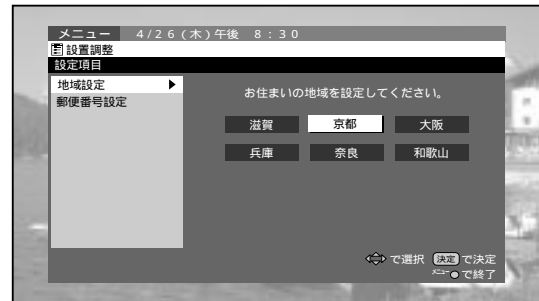 メニュー 4/26(木)午後 8:30
設置調整
設定項目
地域設定
郵便番号設定
お住まいの地域を設定してください。
滋賀 京都 大阪
兵庫 奈良 和歌山
で選択 決定 で決定
メニュー で終了